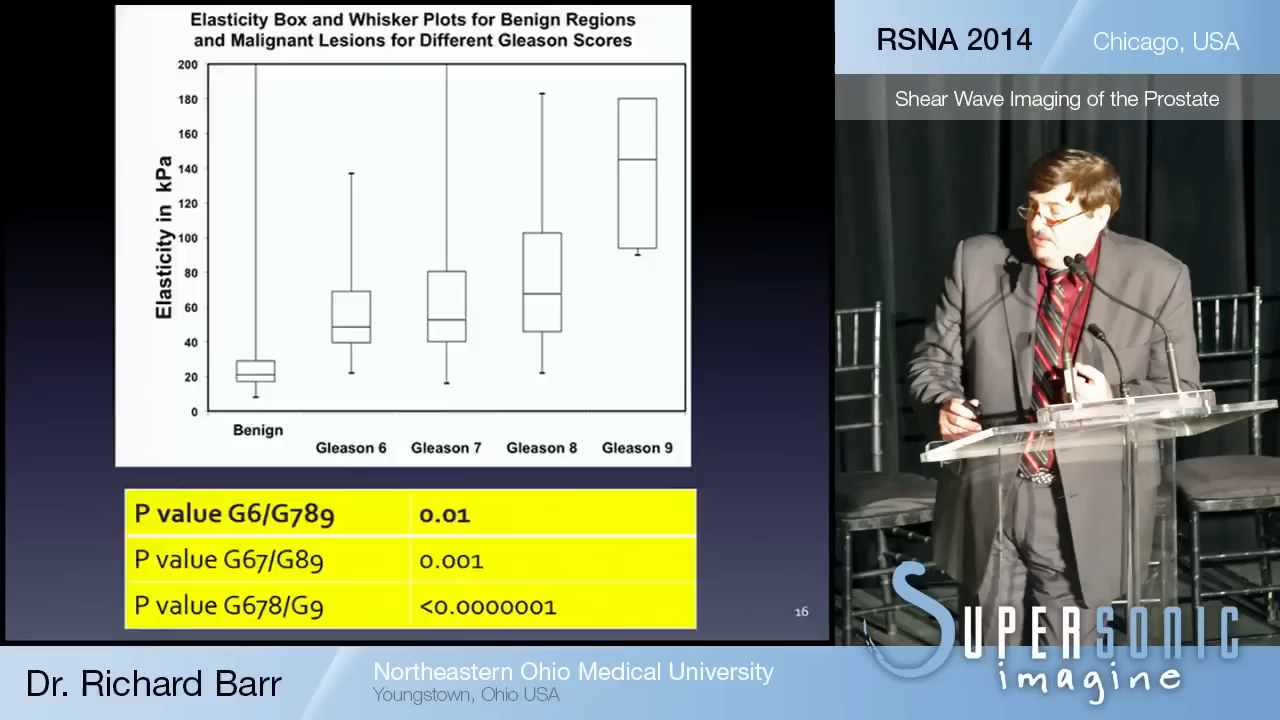 Elasticity Box and Whisker Plots for Benign Regions
and Malignant Lesions for Different Gleason Scores
Elasticity in kPa
200
180
160
140
120
100
80
60
40
20
0
Benign
Gleason 6
Gleason 7
Gleason 8
Gleason 9
P value G6/G789 0.01
P value G67/G89 0.001
P value G678/G9 <0.0000001
16
RSNA 2014 Chicago, USA
Shear Wave Imaging of the Prostate
SUPERSONIC
imagine
Dr. Richard Barr
Northeastern Ohio Medical University
Youngstown, Ohio USA